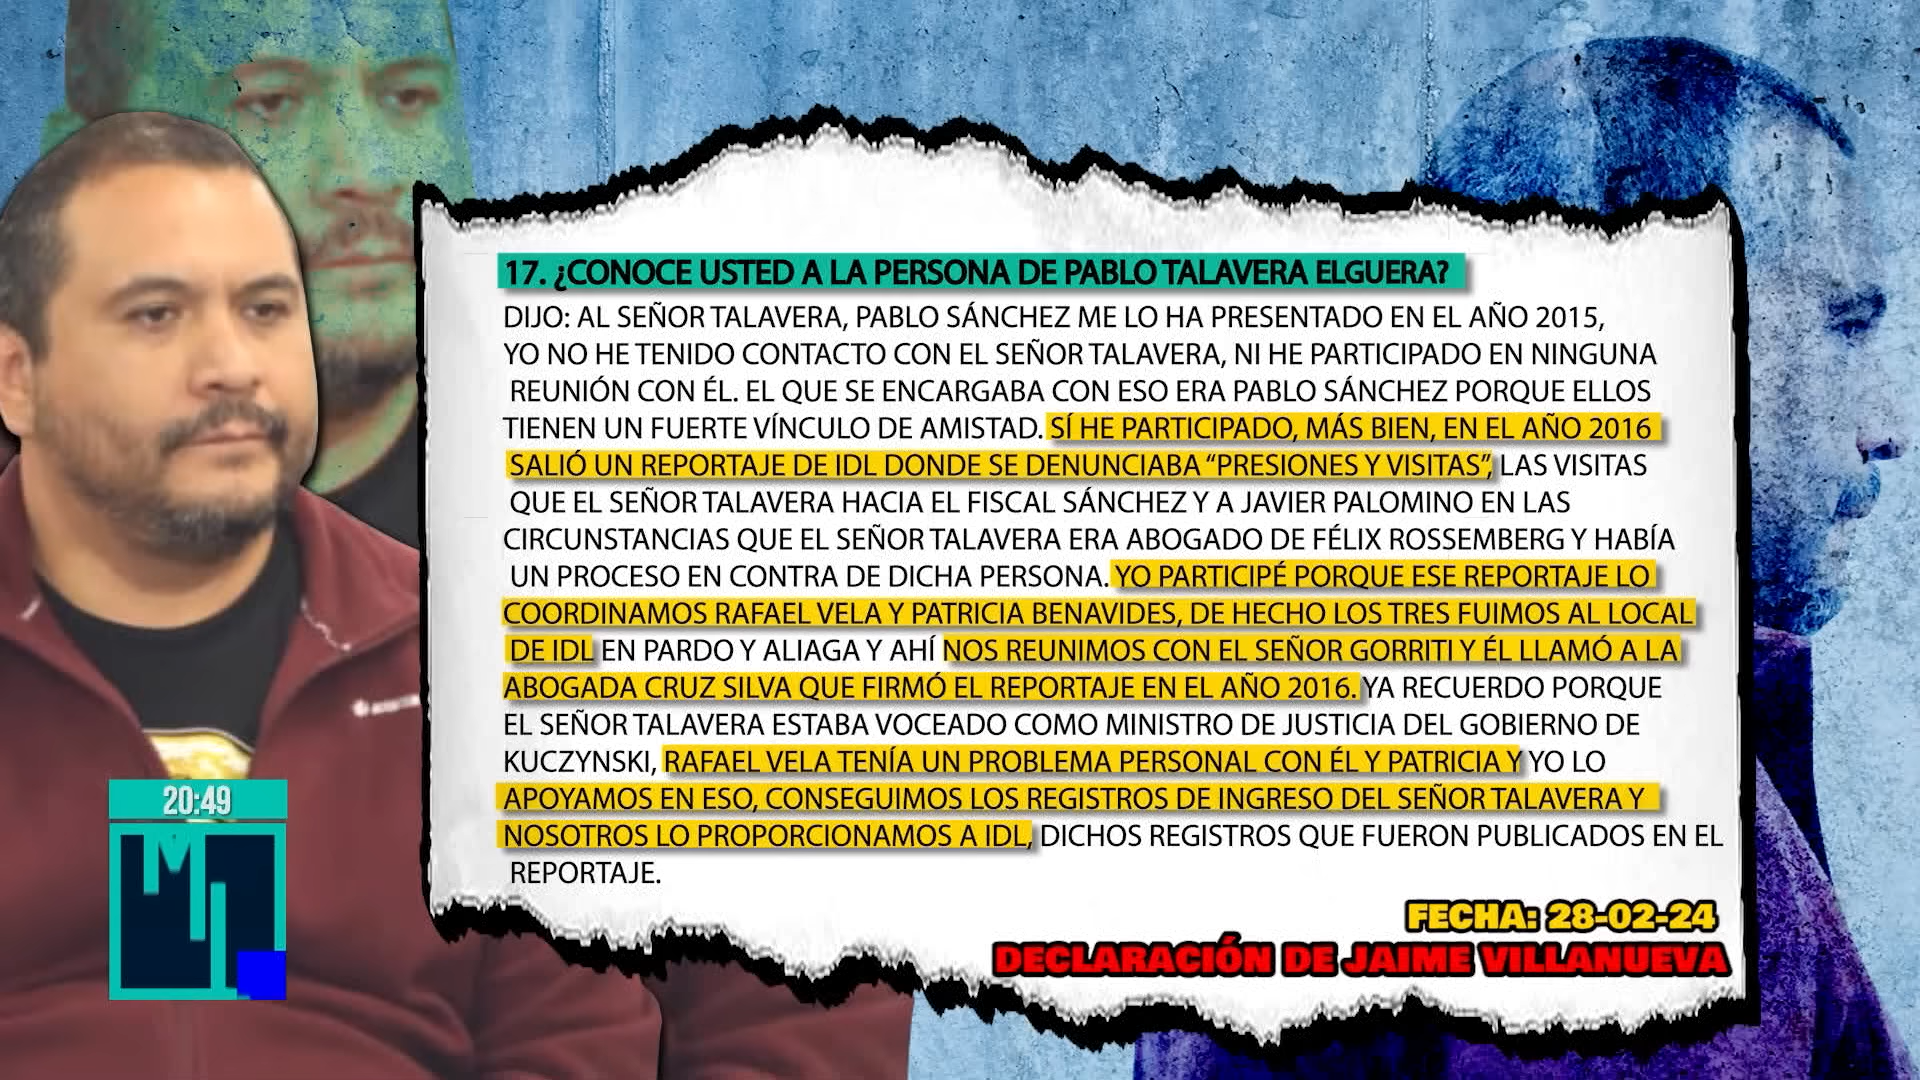 17. ¿CONOCE USTED A LA PERSONA DE PABLO TALAVERA ELGUERA?
DIJO: AL SEÑOR TALAVERA, PABLO SÁNCHEZ ME LO HA PRESENTADO EN EL AÑO 2015,
YO NO HE TENIDO CONTACTO CON EL SEÑOR TALAVERA, NI HE PARTICIPADO EN NINGUNA
REUNIÓN CON ÉL. EL QUE SE ENCARGABA CON ESO ERA PABLO SÁNCHEZ PORQUE ELLOS
TIENEN UN FUERTE VÍNCULO DE AMISTAD. SÍ HE PARTICIPADO, MÁS BIEN, EN EL AÑO 2016
SALIÓ UN REPORTAJE DE IDL DONDE SE DENUNCIABA “PRESIONES Y VISITAS”, LAS VISITAS
QUE EL SEÑOR TALAVERA HACIA EL FISCAL SÁNCHEZ Y A JAVIER PALOMINO EN LAS
CIRCUNSTANCIAS QUE EL SEÑOR TALAVERA ERA ABOGADO DE FÉLIX ROSSEMBERG Y HABÍA
UN PROCESO EN CONTRA DE DICHA PERSONA. YO PARTICIPÉ PORQUE ESE REPORTAJE LO
COORDINAMOS RAFAEL VELA Y PATRICIA BENAVIDES, DE HECHO LOS TRES FUIMOS AL LOCAL
DE IDL EN PARDO Y ALIAGA Y AHÍ NOS REUNIMOS CON EL SEÑOR GORRITI Y ÉL LLAMÓ A LA
ABOGADA CRUZ SILVA QUE FIRMÓ EL REPORTAJE EN EL AÑO 2016. YA RECUERDO PORQUE
EL SEÑOR TALAVERA ESTABA VOCEADO COMO MINISTRO DE JUSTICIA DEL GOBIERNO DE
KUCZYNSKI, RAFAEL VELA TENÍA UN PROBLEMA PERSONAL CON ÉL Y PATRICIA Y YO LO
APOYAMOS EN ESO, CONSEGUIMOS LOS REGISTROS DE INGRESO DEL SEÑOR TALAVERA Y
NOSOTROS LO PROPORCIONAMOS A IDL, DICHOS REGISTROS QUE FUERON PUBLICADOS EN EL
REPORTAJE.
FECHA: 28-02-24
DECLARACIÓN DE JAIME VILLANUEVA
20:49
ML